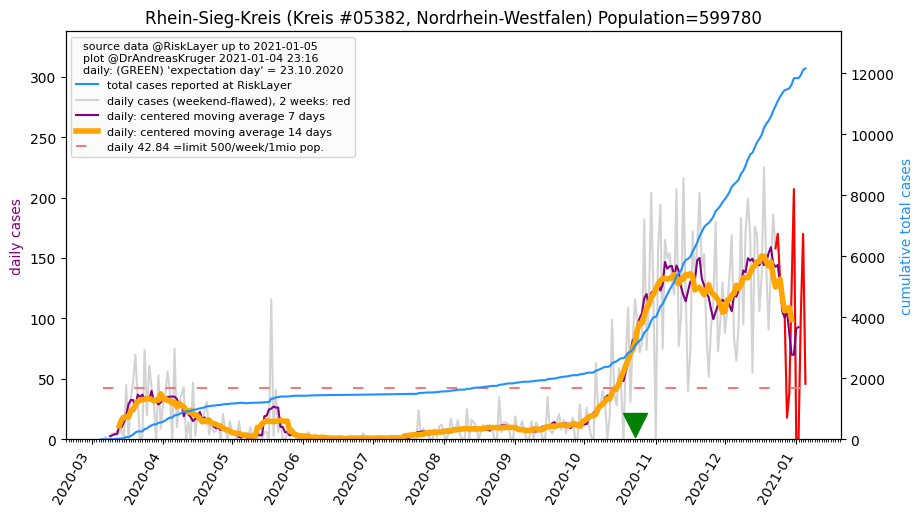 Rhein-Sieg-Kreis (Kreis #05382, Nordrhein-Westfalen) Population=599780
source data @RiskLayer up to 2021-01-05
plot @DrAndreasKruger 2021-01-04 23:16
daily: (GREEN) 'expectation day' = 23.10.2020
total cases reported at RiskLayer
daily cases (weekend-flawed), 2 weeks: red
daily: centered moving average 7 days
daily: centered moving average 14 days
daily 42.84 =limit 500/week/1mio pop.
daily cases
300
250
200
150
100
50
0
cumulative total cases
12000
10000
8000
6000
4000
2000
0
2020-03
2020-04
2020-05
2020-06
2020-07
2020-08
2020-09
2020-10
2020-11
2020-12
2021-01